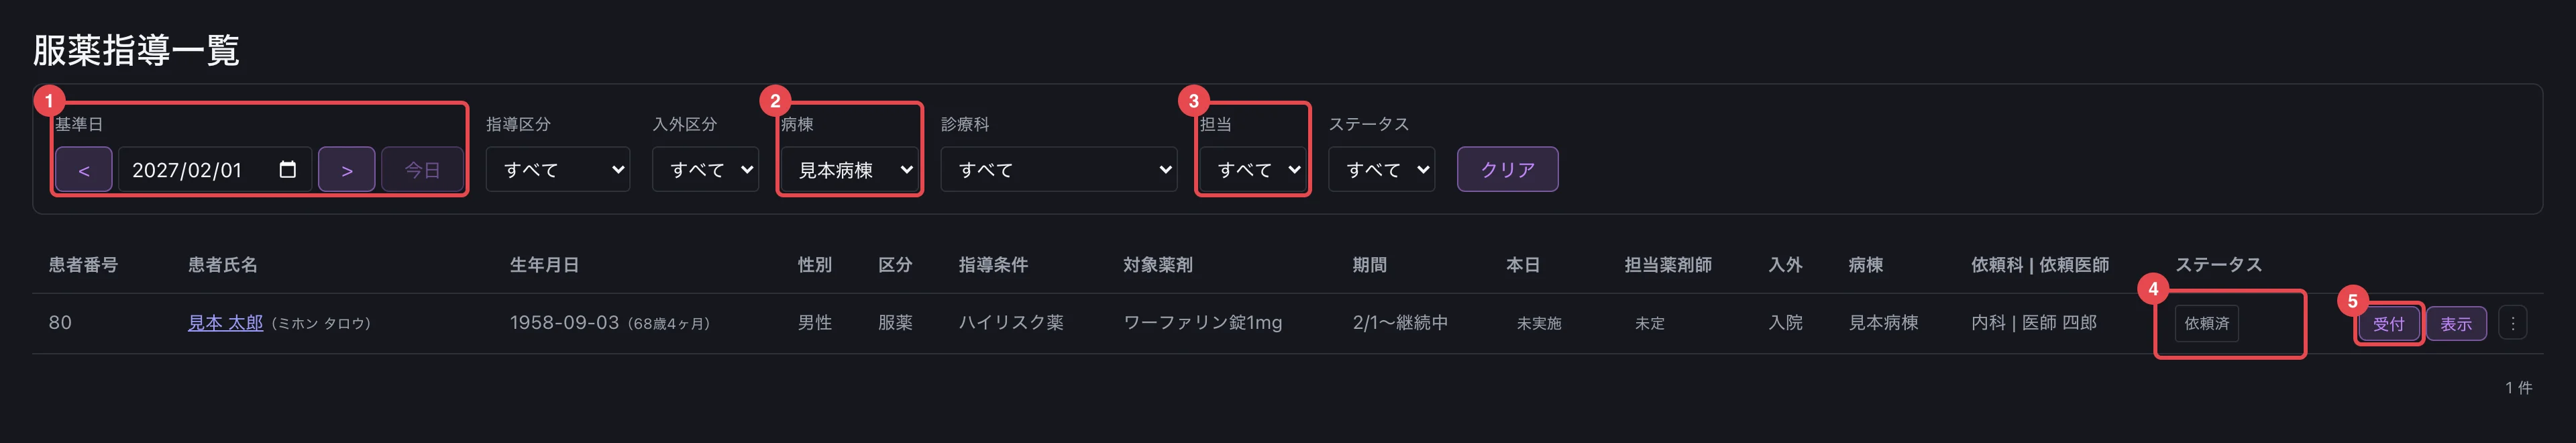 服薬指導一覧
1 2 3
基準日 指導区分 入外区分 病棟 診療科 担当 ステータス
< 2027/02/01 > 今日 すべて すべて 見本病棟 すべて すべて すべて クリア
患者番号 患者氏名 生年月日 性別 区分 指導条件 対象薬剤 期間 本日 担当薬剤師 入外 病棟 依頼科 | 依頼医師 ステータス
4 5
80 見本 太郎 (ミホン タロウ) 1958-09-03 (68歳4ヶ月) 男性 服薬 ハイリスク薬 ワーファリン錠1mg 2/1〜継続中 未実施 未定 入院 見本病棟 内科 | 医師 四郎 依頼済 受付 表示 ⋮
1 件